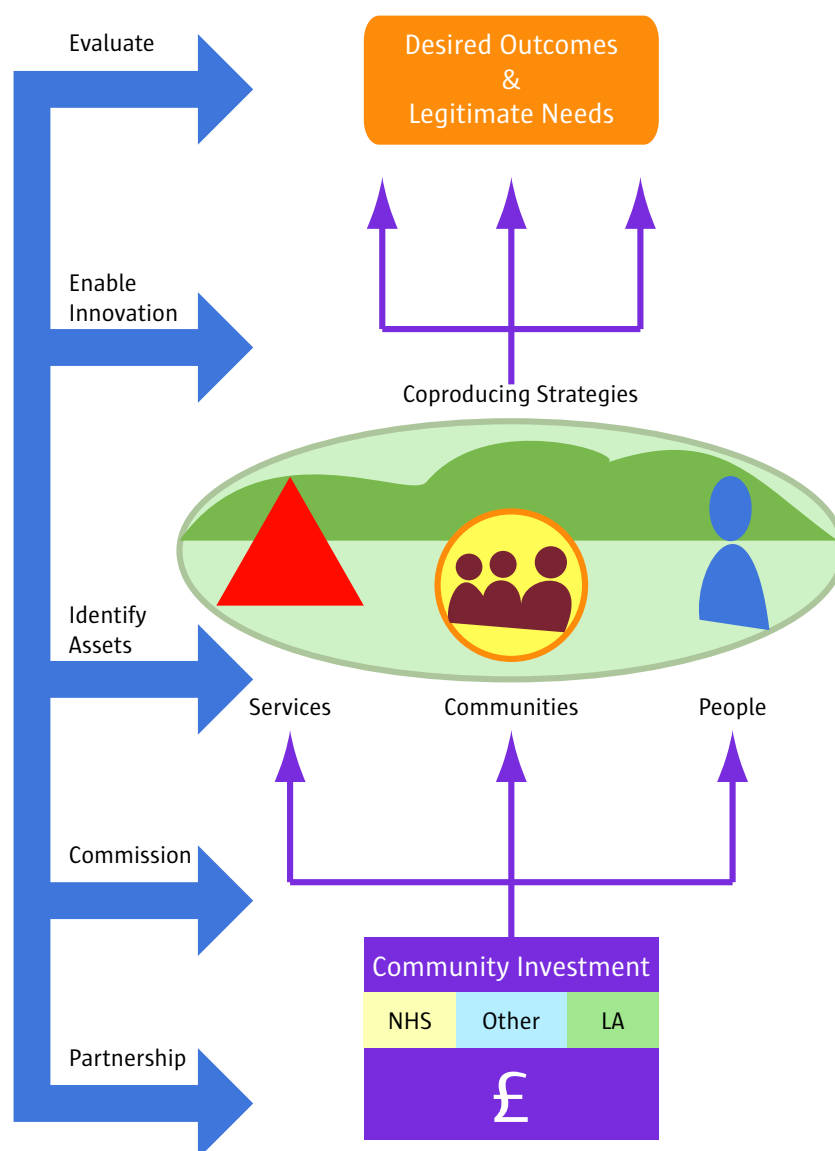 Evaluate
Desired Outcomes
&
Legitimate Needs
Enable
Innovation
Coproducing Strategies
Identify
Assets
Services
Communities
People
Commission
Community Investment
NHS
Other
LA
Partnership
£